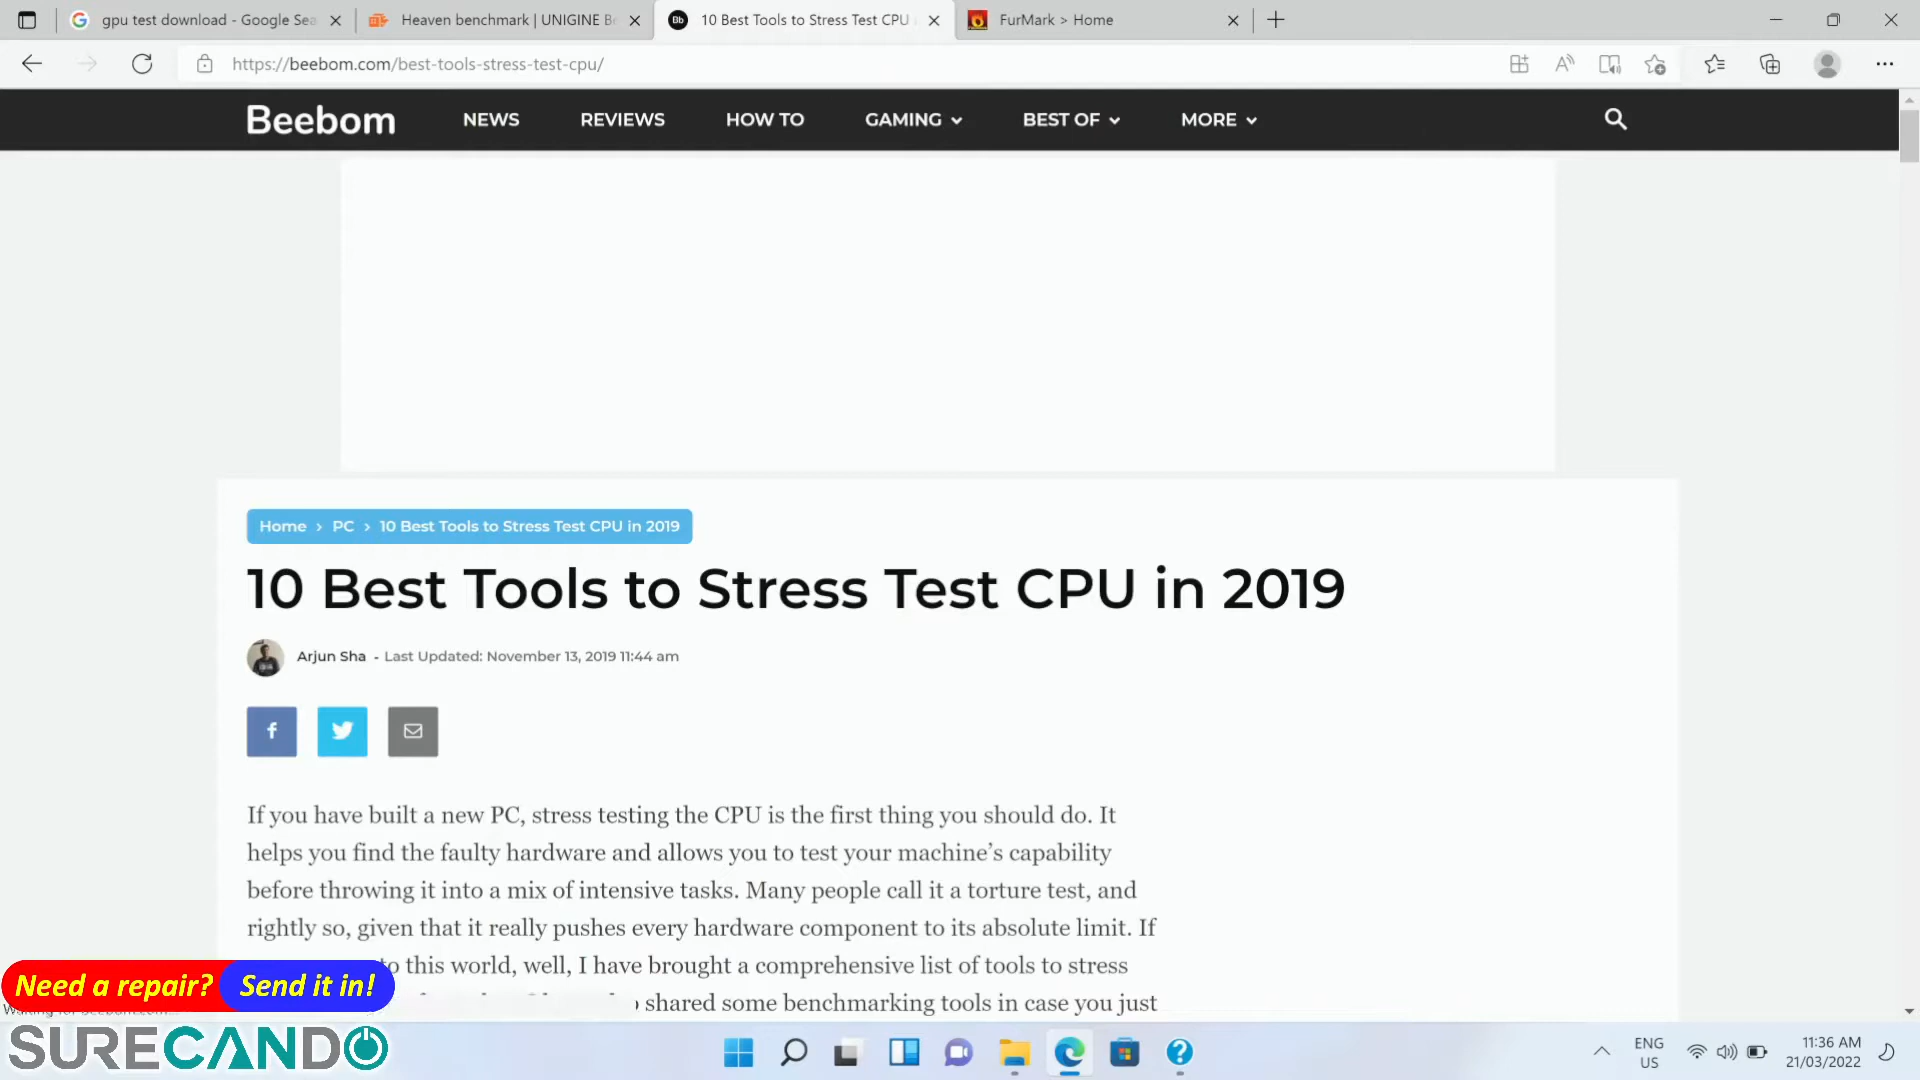 gpu test download - Google Sea
Heaven benchmark | UNIGINE Be
10 Best Tools to Stress Test CPU
FurMark > Home
https://beebom.com/best-tools-stress-test-cpu/
Beebom
NEWS
REVIEWS
HOW TO
GAMING
BEST OF
MORE
Home > PC > 10 Best Tools to Stress Test CPU in 2019
10 Best Tools to Stress Test CPU in 2019
Arjun Sha - Last Updated: November 13, 2019 11:44 am
If you have built a new PC, stress testing the CPU is the first thing you should do. It
helps you find the faulty hardware and allows you to test your machine's capability
before throwing it into a mix of intensive tasks. Many people call it a torture test, and
rightly so, given that it really pushes every hardware component to its absolute limit. If
to this world, well, I have brought a comprehensive list of tools to stress
shared some benchmarking tools in case you just
Need a repair? Send it in!
SURECANDO
ENG
US
11:36 AM
21/03/2022